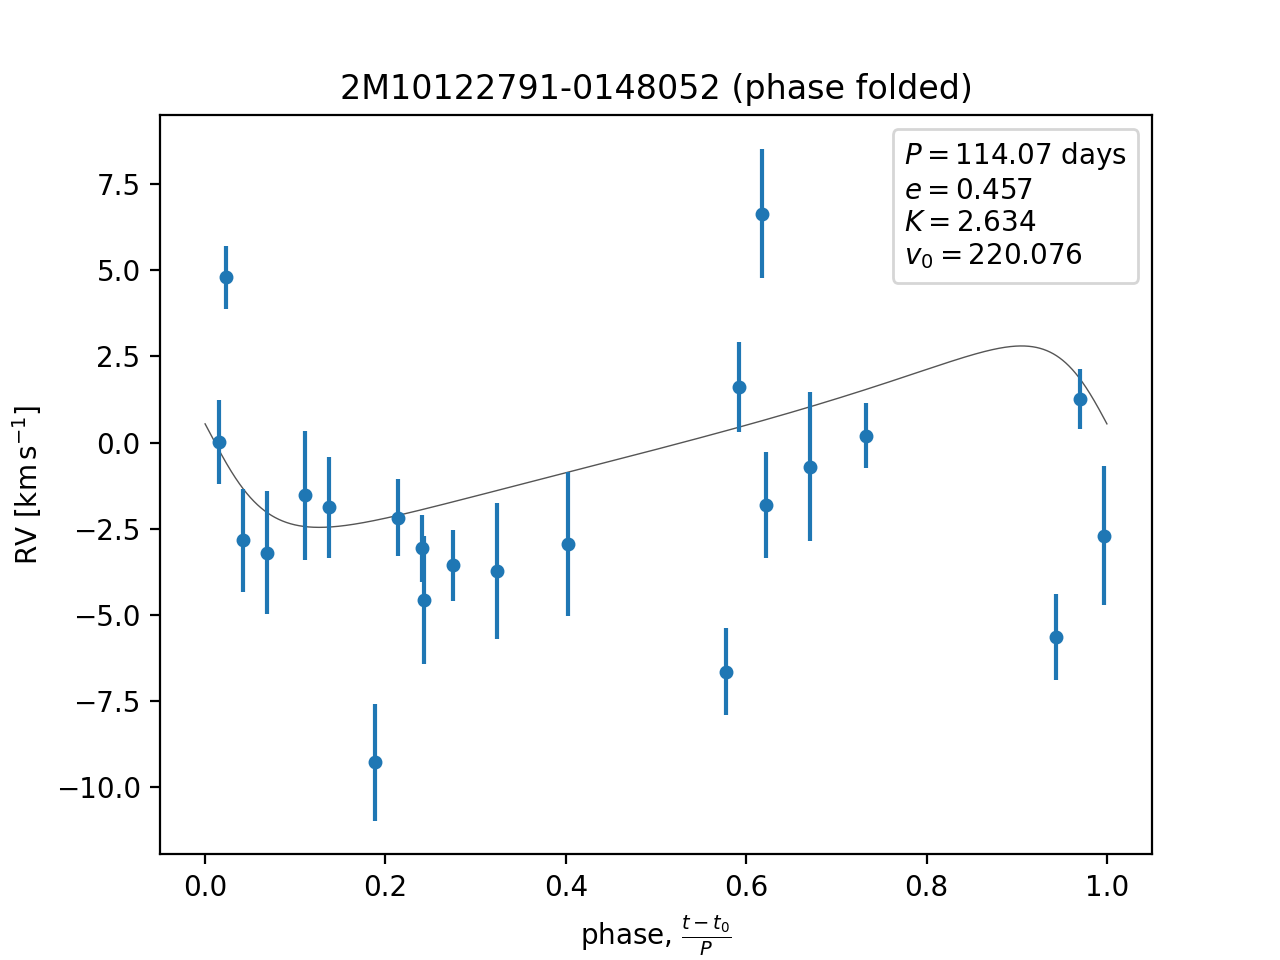 2M10122791-0148052 (phase folded)
P = 114.07 days
e = 0.457
K = 2.634
v₀ = 220.076
RV [km s⁻¹]
7.5
5.0
2.5
0.0
−2.5
−5.0
−7.5
−10.0
0.0 0.2 0.4 0.6 0.8 1.0
phase, (t − t₀)/P